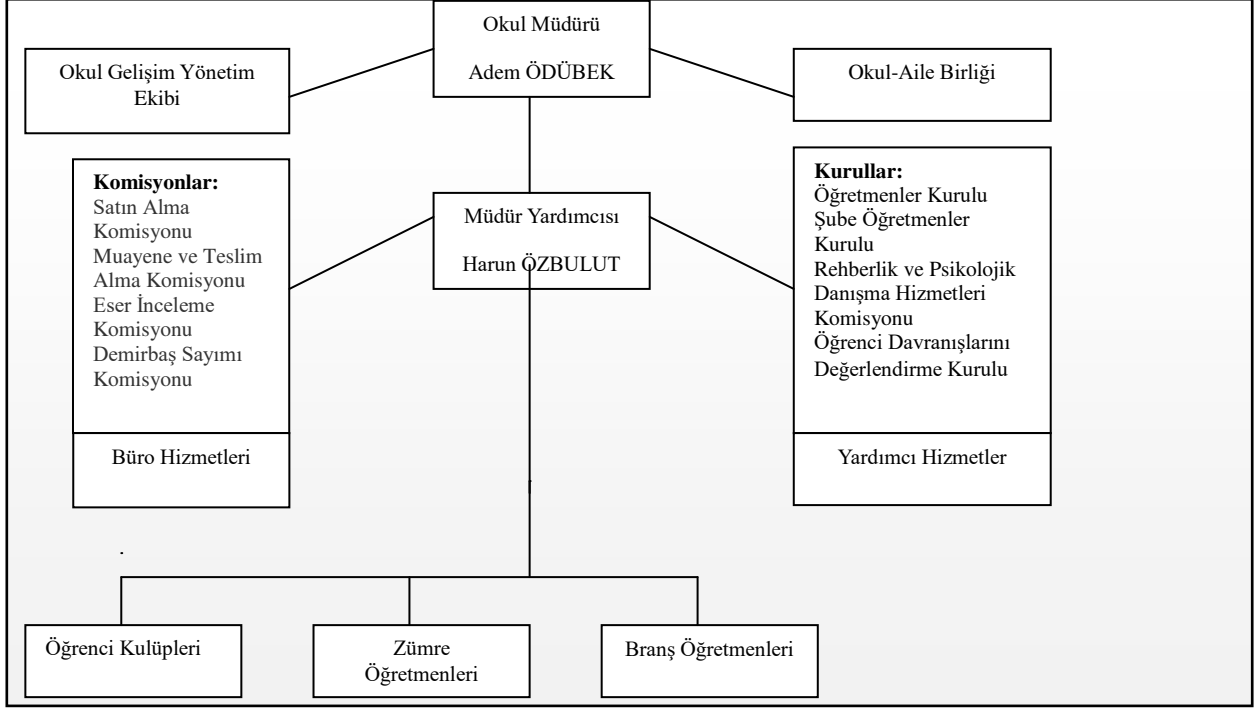 Okul Müdürü
Adem ÖDÜBEK
Okul Gelişim Yönetim
Ekibi
Okul-Aile Birliği
Komisyonlar:
Satın Alma
Komisyonu
Muayene ve Teslim
Alma Komisyonu
Eser İnceleme
Komisyonu
Demirbaş Sayımı
Komisyonu
Müdür Yardımcısı
Harun ÖZBULUT
Kurullar:
Öğretmenler Kurulu
Şube Öğretmenler
Kurulu
Rehberlik ve Psikolojik
Danışma Hizmetleri
Komisyonu
Öğrenci Davranışlarını
Değerlendirme Kurulu
Büro Hizmetleri
Yardımcı Hizmetler
.
Öğrenci Kulüpleri
Zümre
Öğretmenleri
Branş Öğretmenleri